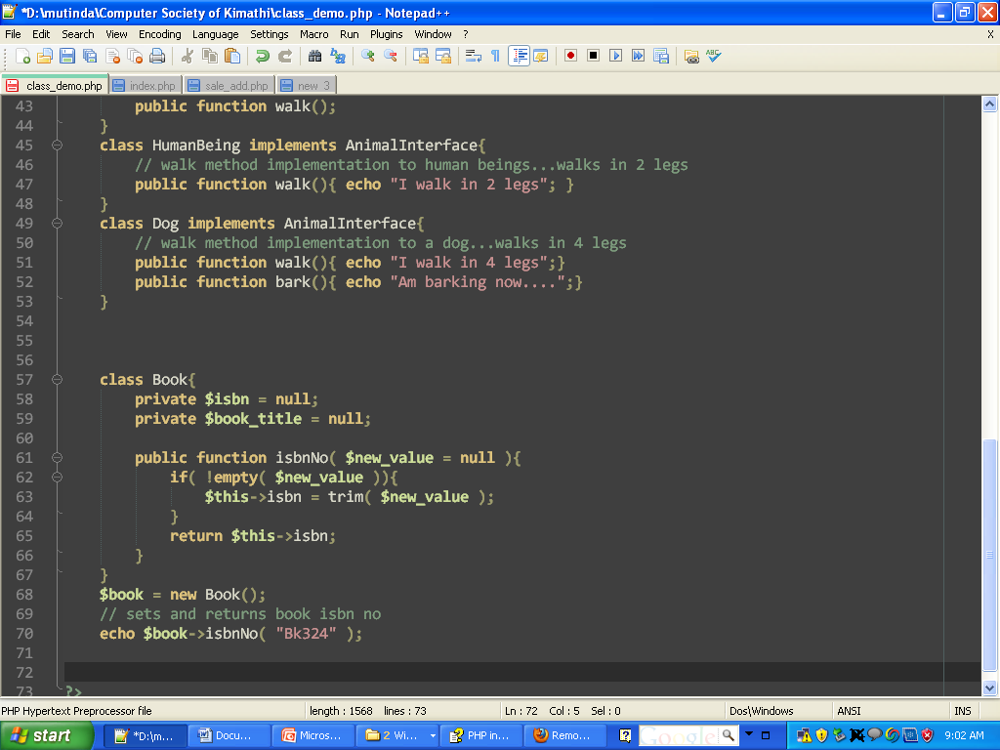 *D:\mutinda\Computer Society of Kimathi\class_demo.php - Notepad++
File Edit Search View Encoding Language Settings Macro Run Plugins Window ? X
class_demo.php index.php sale_add.php new 3
43 public function walk();
44 }
45 class HumanBeing implements AnimalInterface{
46 // walk method implementation to human beings...walks in 2 legs
47 public function walk(){ echo "I walk in 2 legs"; }
48 }
49 class Dog implements AnimalInterface{
50 // walk method implementation to a dog...walks in 4 legs
51 public function walk(){ echo "I walk in 4 legs";}
52 public function bark(){ echo "Am barking now....";}
53 }
54
55
56
57 class Book{
58 private $isbn = null;
59 private $book_title = null;
60
61 public function isbnNo( $new_value = null ){
62 if( !empty( $new_value )){
63 $this->isbn = trim( $new_value );
64 }
65 return $this->isbn;
66 }
67 }
68 $book = new Book();
69 // sets and returns book isbn no
70 echo $book->isbnNo( "Bk324" );
71
72
73 ?>
PHP Hypertext Preprocessor file length : 1568 lines : 73 Ln : 72 Col : 5 Sel : 0 Dos\Windows ANSI INS
start *D:\m... Docu... Micros... 2 Wi... PHP in... Remo... Google 9:02 AM